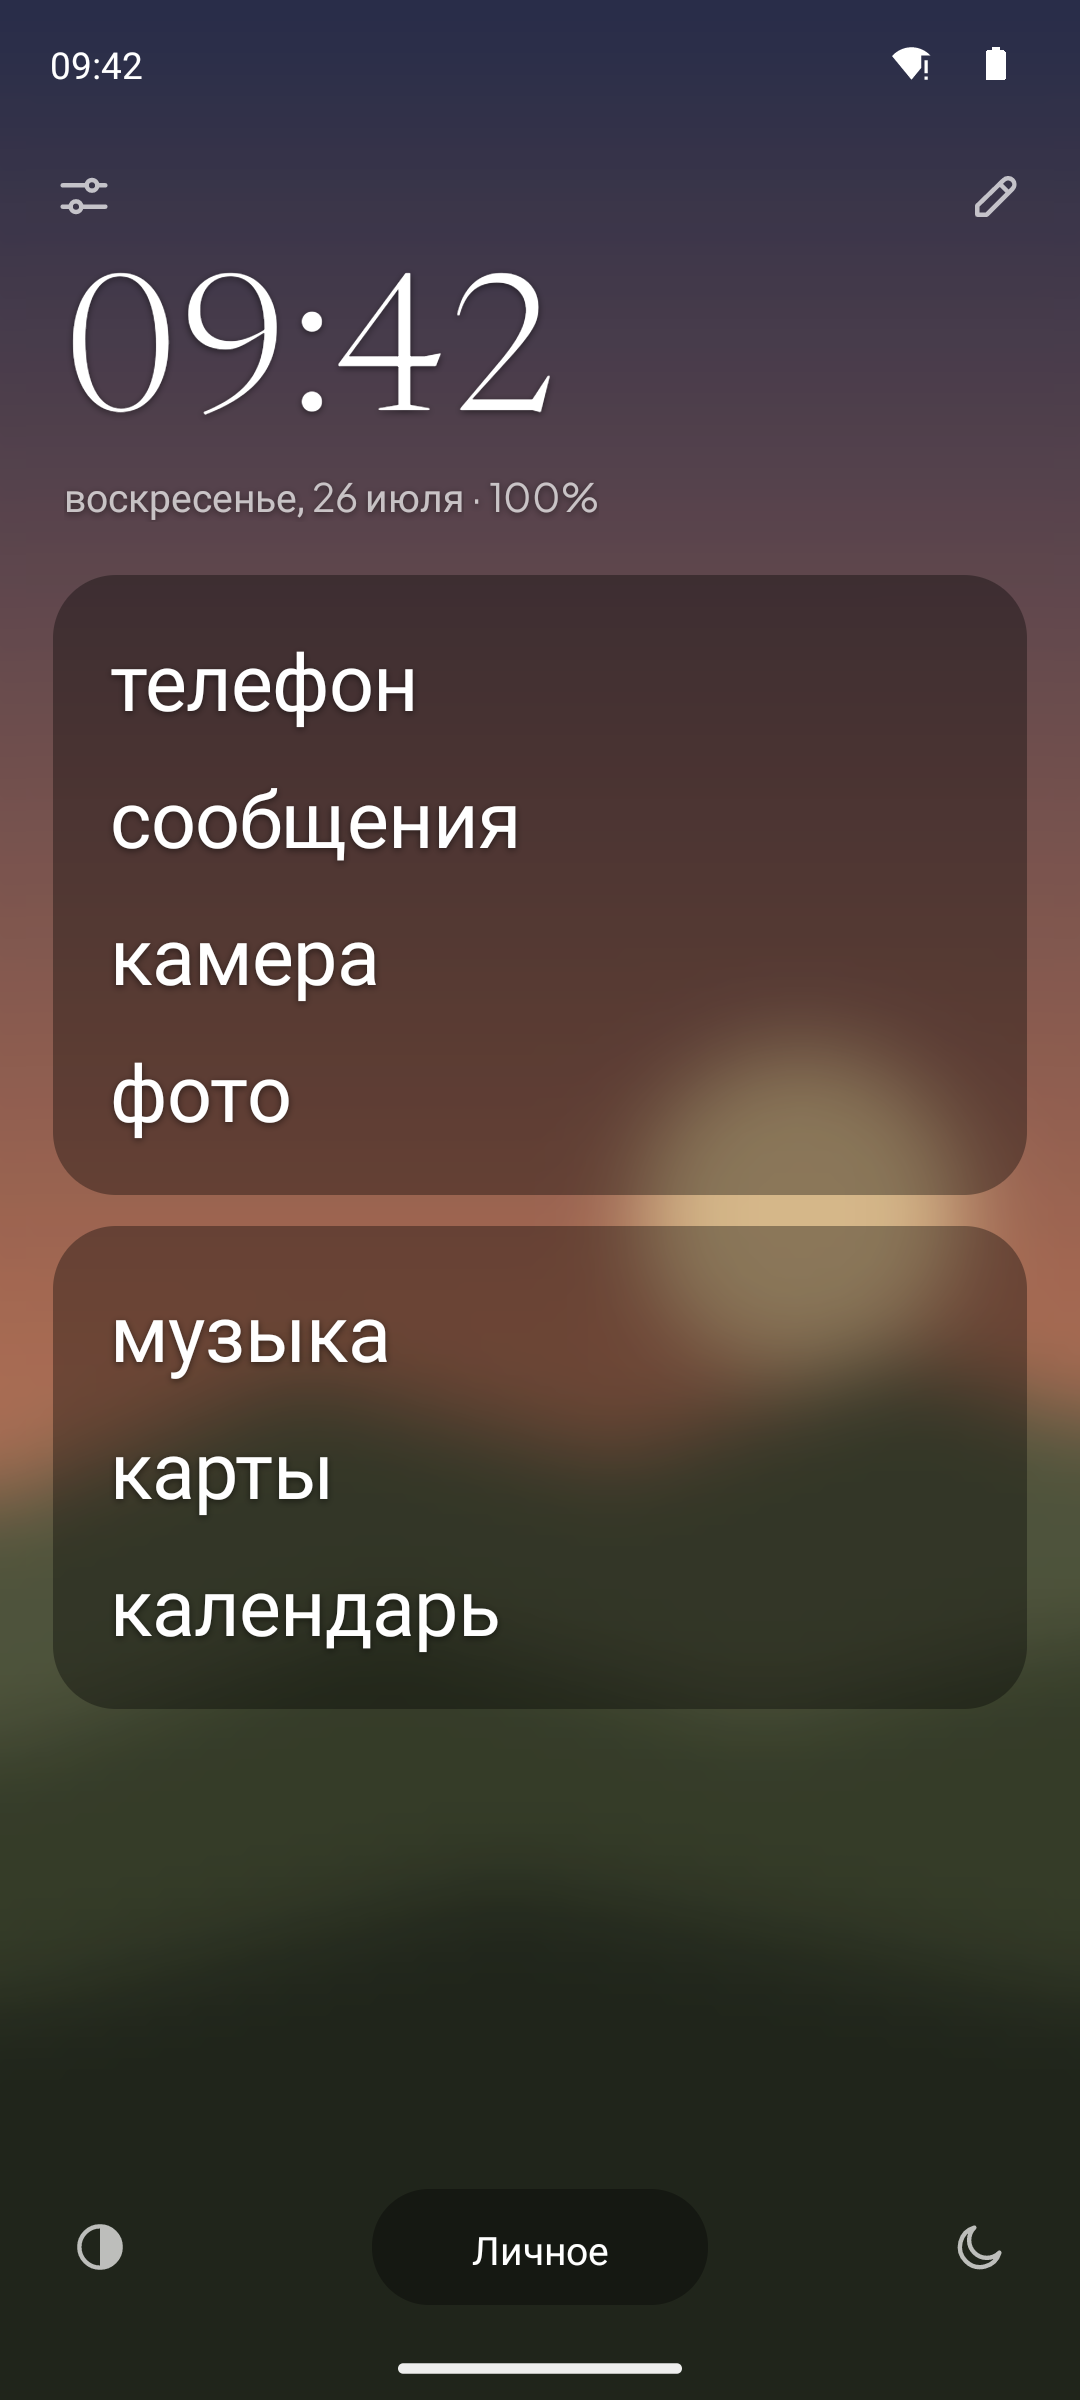 09:42
09:42
воскресенье, 26 июля · 100%
телефон
сообщения
камера
фото
музыка
карты
календарь
Личное